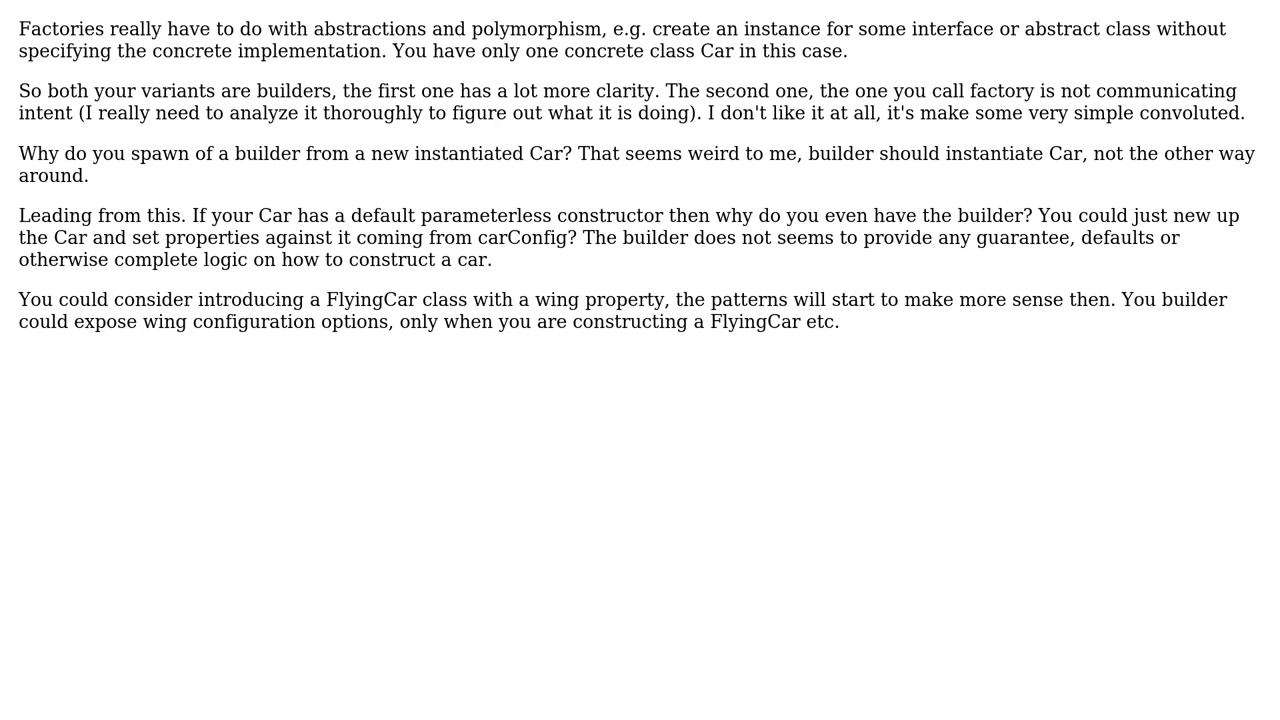 Factories really have to do with abstractions and polymorphism, e.g. create an instance for some interface or abstract class without
specifying the concrete implementation. You have only one concrete class Car in this case.
So both your variants are builders, the first one has a lot more clarity. The second one, the one you call factory is not communicating
intent (I really need to analyze it thoroughly to figure out what it is doing). I don't like it at all, it's make some very simple convoluted.
Why do you spawn of a builder from a new instantiated Car? That seems weird to me, builder should instantiate Car, not the other way
around.
Leading from this. If your Car has a default parameterless constructor then why do you even have the builder? You could just new up
the Car and set properties against it coming from carConfig? The builder does not seems to provide any guarantee, defaults or
otherwise complete logic on how to construct a car.
You could consider introducing a FlyingCar class with a wing property, the patterns will start to make more sense then. You builder
could expose wing configuration options, only when you are constructing a FlyingCar etc.